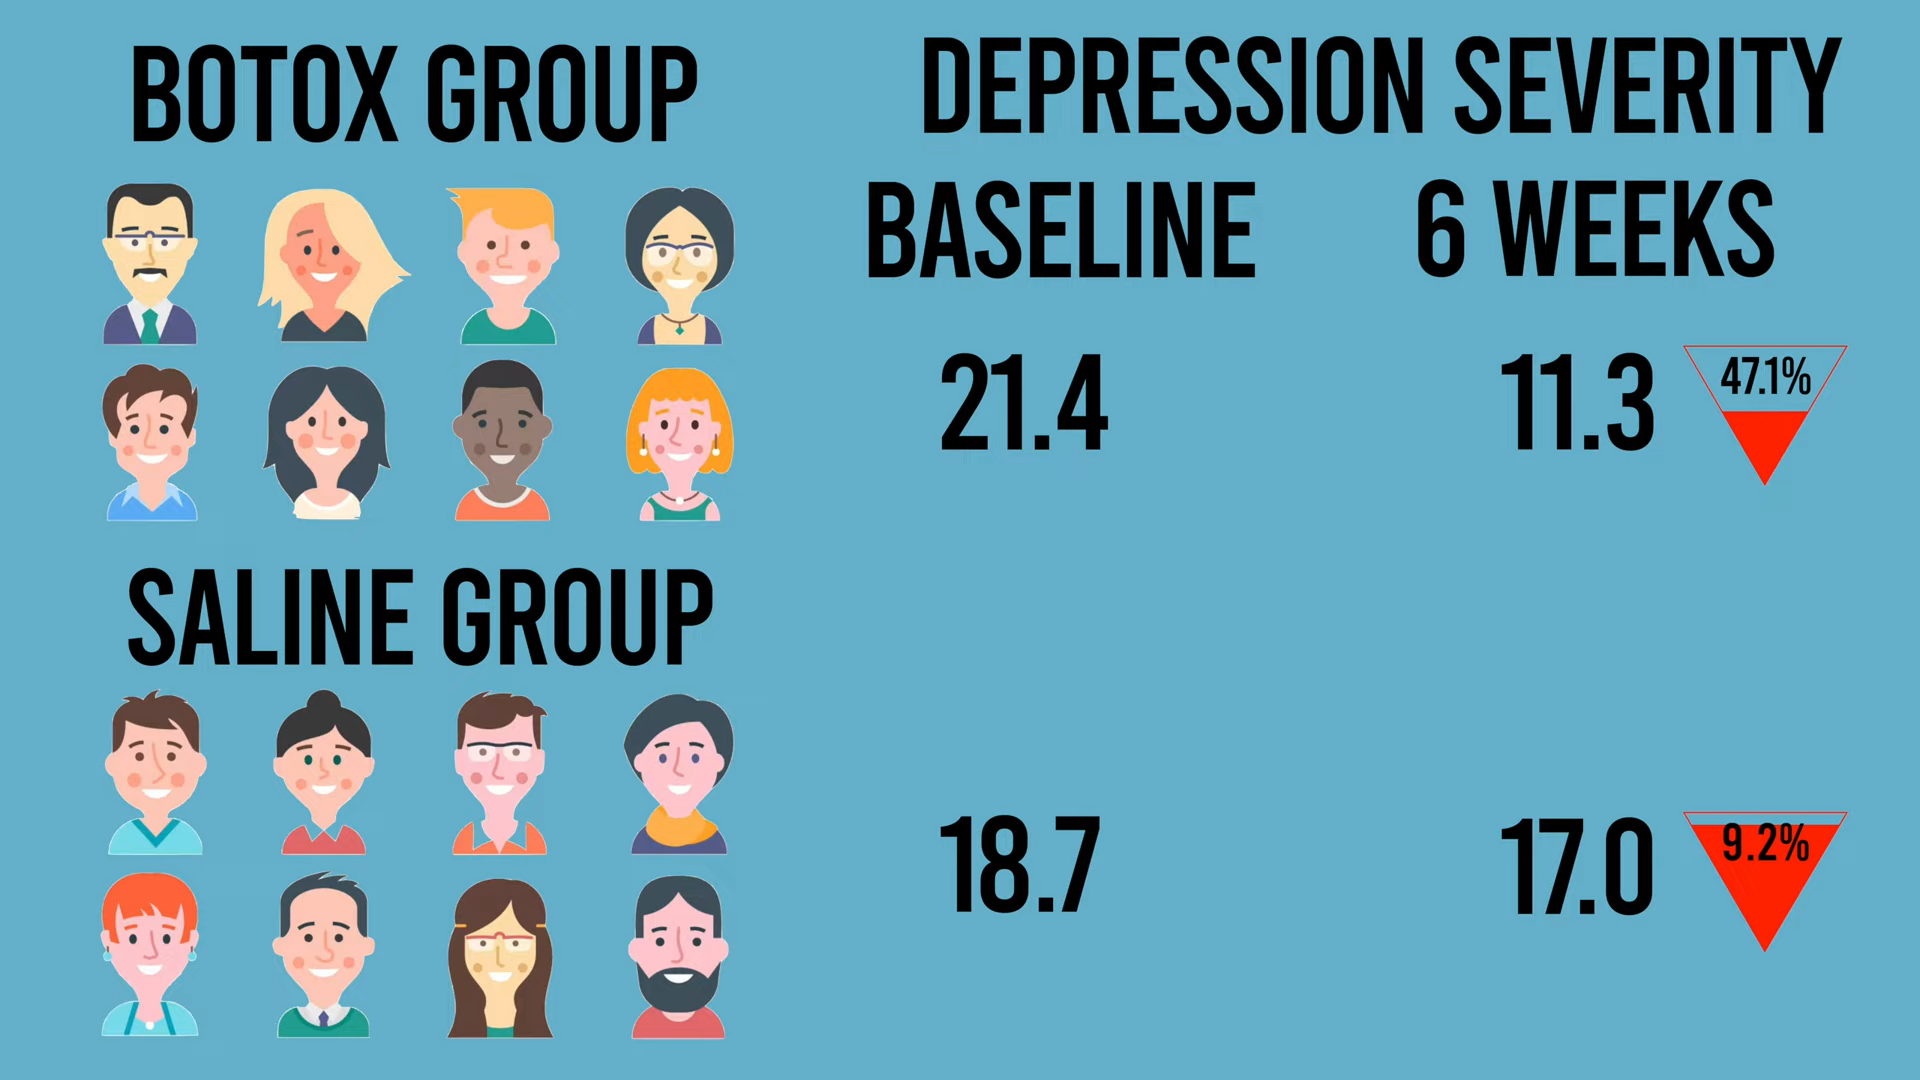 BOTOX GROUP
DEPRESSION SEVERITY
BASELINE 6 WEEKS
21.4 11.3 47.1%
SALINE GROUP
18.7 17.0 9.2%